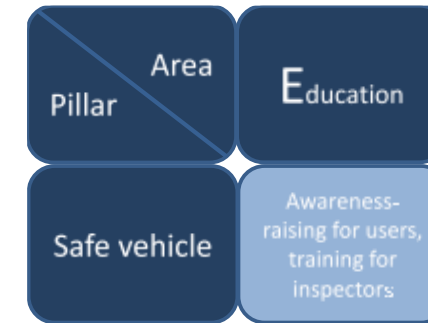 Area
Pillar
Education
Safe vehicle
Awareness-
raising for users,
training for
inspectors